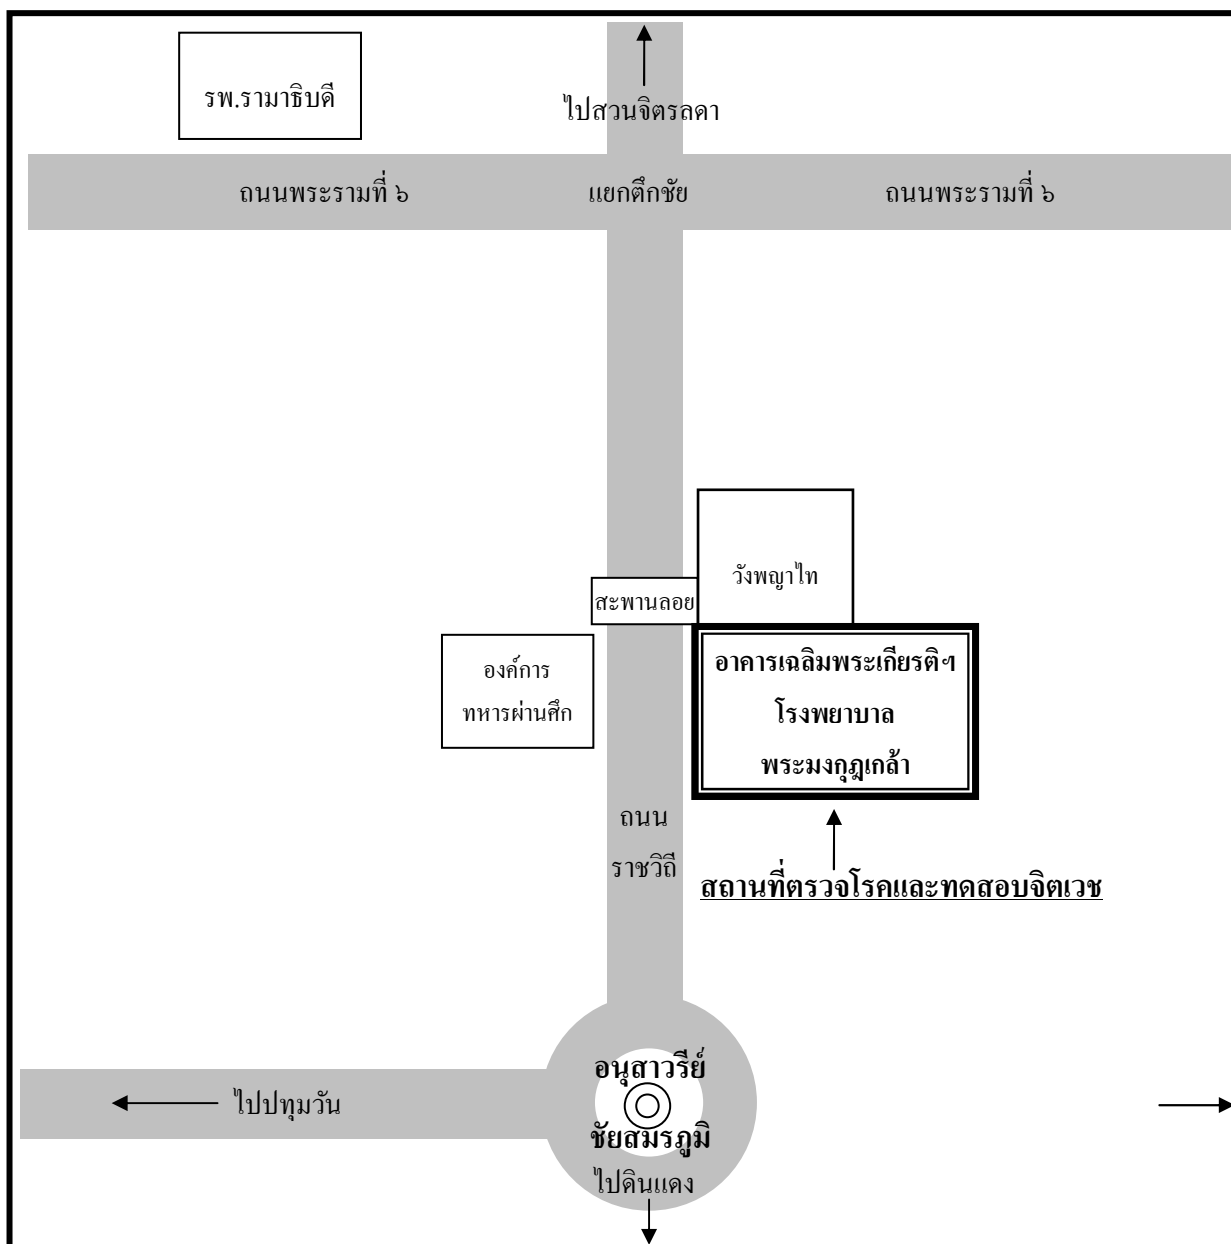 รพ.รามาธิบดี
ไปสวนจิตรลดา
ถนนพระรามที่ ๖
แยกตึกชัย
ถนนพระรามที่ ๖
วังพญาไท
สะพานลอย
องค์การ
ทหารผ่านศึก
อาคารเฉลิมพระเกียรติฯ
โรงพยาบาล
พระมงกุฎเกล้า
ถนน
ราชวิถี
สถานที่ตรวจโรคและทดสอบจิตเวช
อนุสาวรีย์
ชัยสมรภูมิ
ไปปทุมวัน
ไปดินแดง